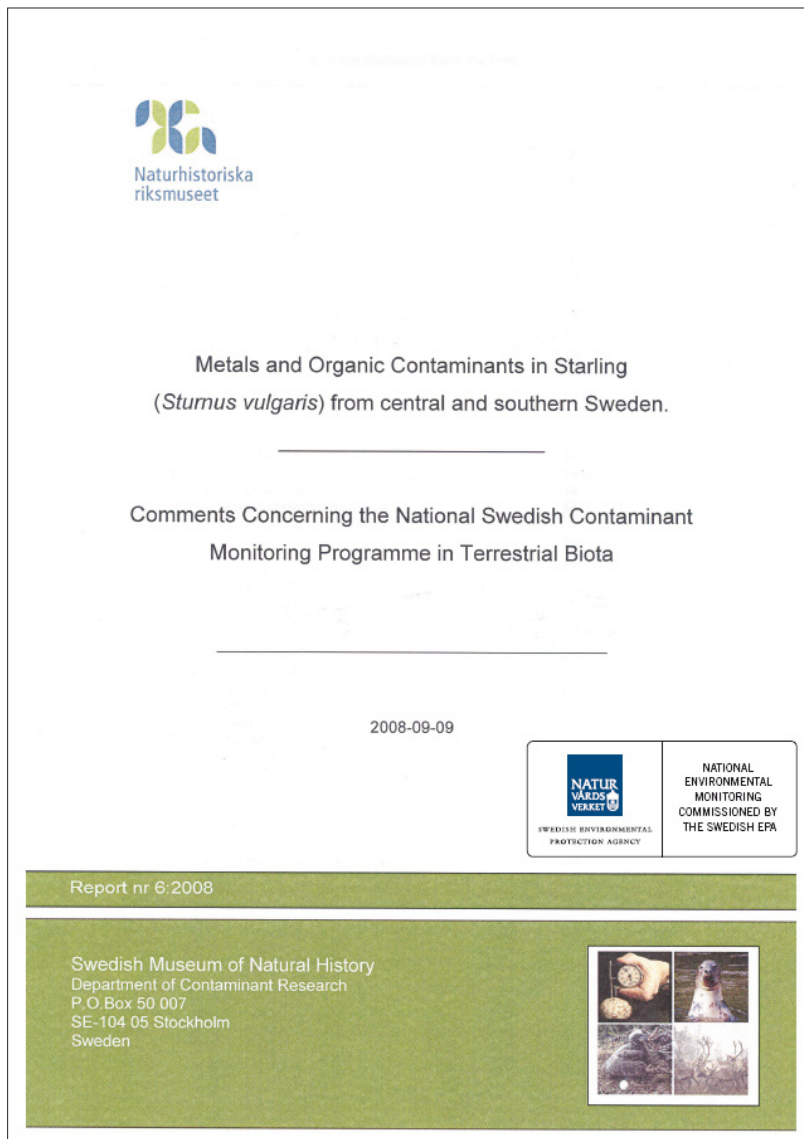 Naturhistoriska
riksmuseet
Metals and Organic Contaminants in Starling
(Sturnus vulgaris) from central and southern Sweden.
Comments Concerning the National Swedish Contaminant
Monitoring Programme in Terrestrial Biota
2008-09-09
NATUR
VÅRDS
VERKET
SWEDISH ENVIRONMENTAL
PROTECTION AGENCY
NATIONAL
ENVIRONMENTAL
MONITORING
COMMISSIONED BY
THE SWEDISH EPA
Report nr 6:2008
Swedish Museum of Natural History
Department of Contaminant Research
P.O.Box 50 007
SE-104 05 Stockholm
Sweden